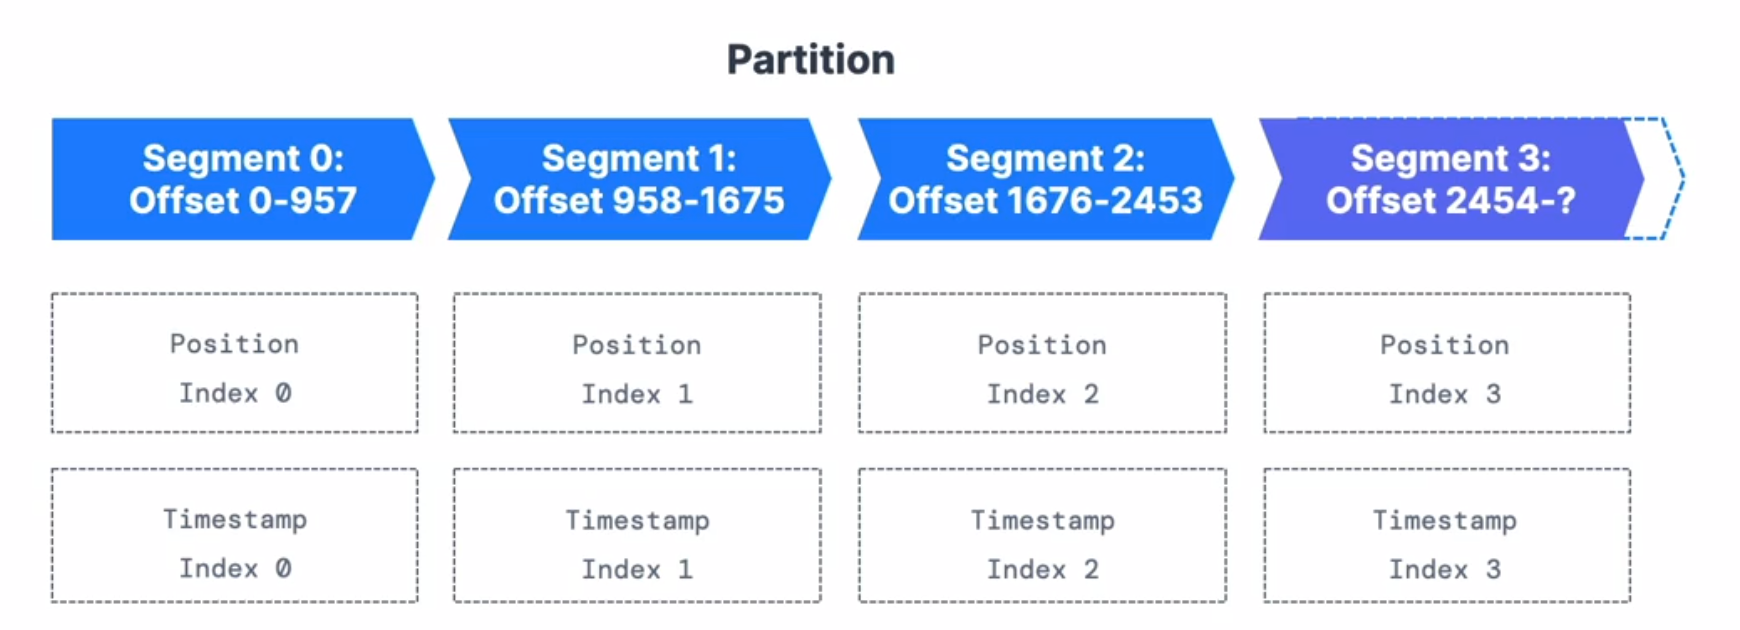 Partition
Segment 0:
Offset 0-957
Segment 1:
Offset 958-1675
Segment 2:
Offset 1676-2453
Segment 3:
Offset 2454-?
Position
Index 0
Position
Index 1
Position
Index 2
Position
Index 3
Timestamp
Index 0
Timestamp
Index 1
Timestamp
Index 2
Timestamp
Index 3